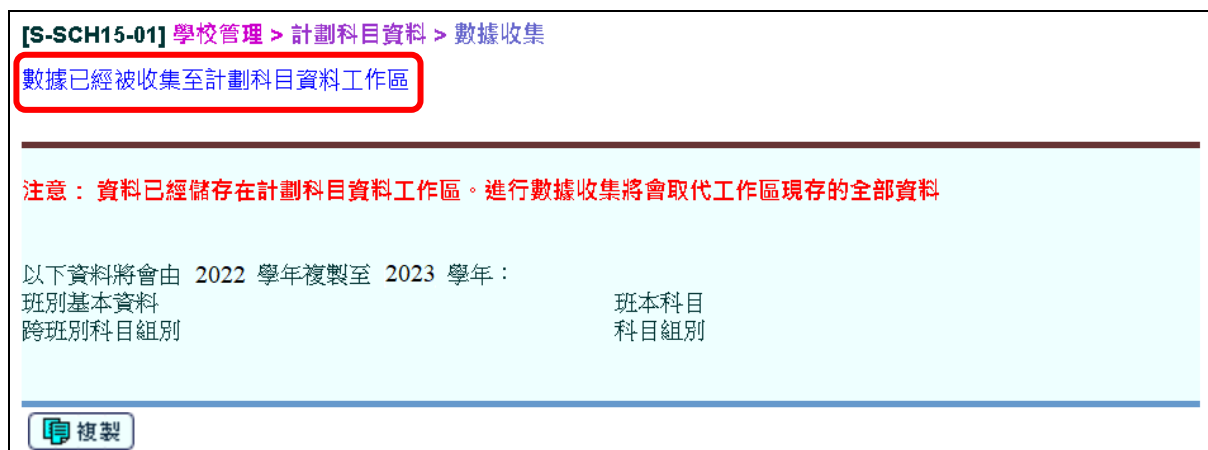 [S-SCH15-01] 學校管理 > 計劃科目資料 > 數據收集
數據已經被收集至計劃科目資料工作區
注意： 資料已經儲存在計劃科目資料工作區。進行數據收集將會取代工作區現存的全部資料
以下資料將會由 2022 學年複製至 2023 學年：
班別基本資料 班本科目
跨班別科目組別 科目組別
複製